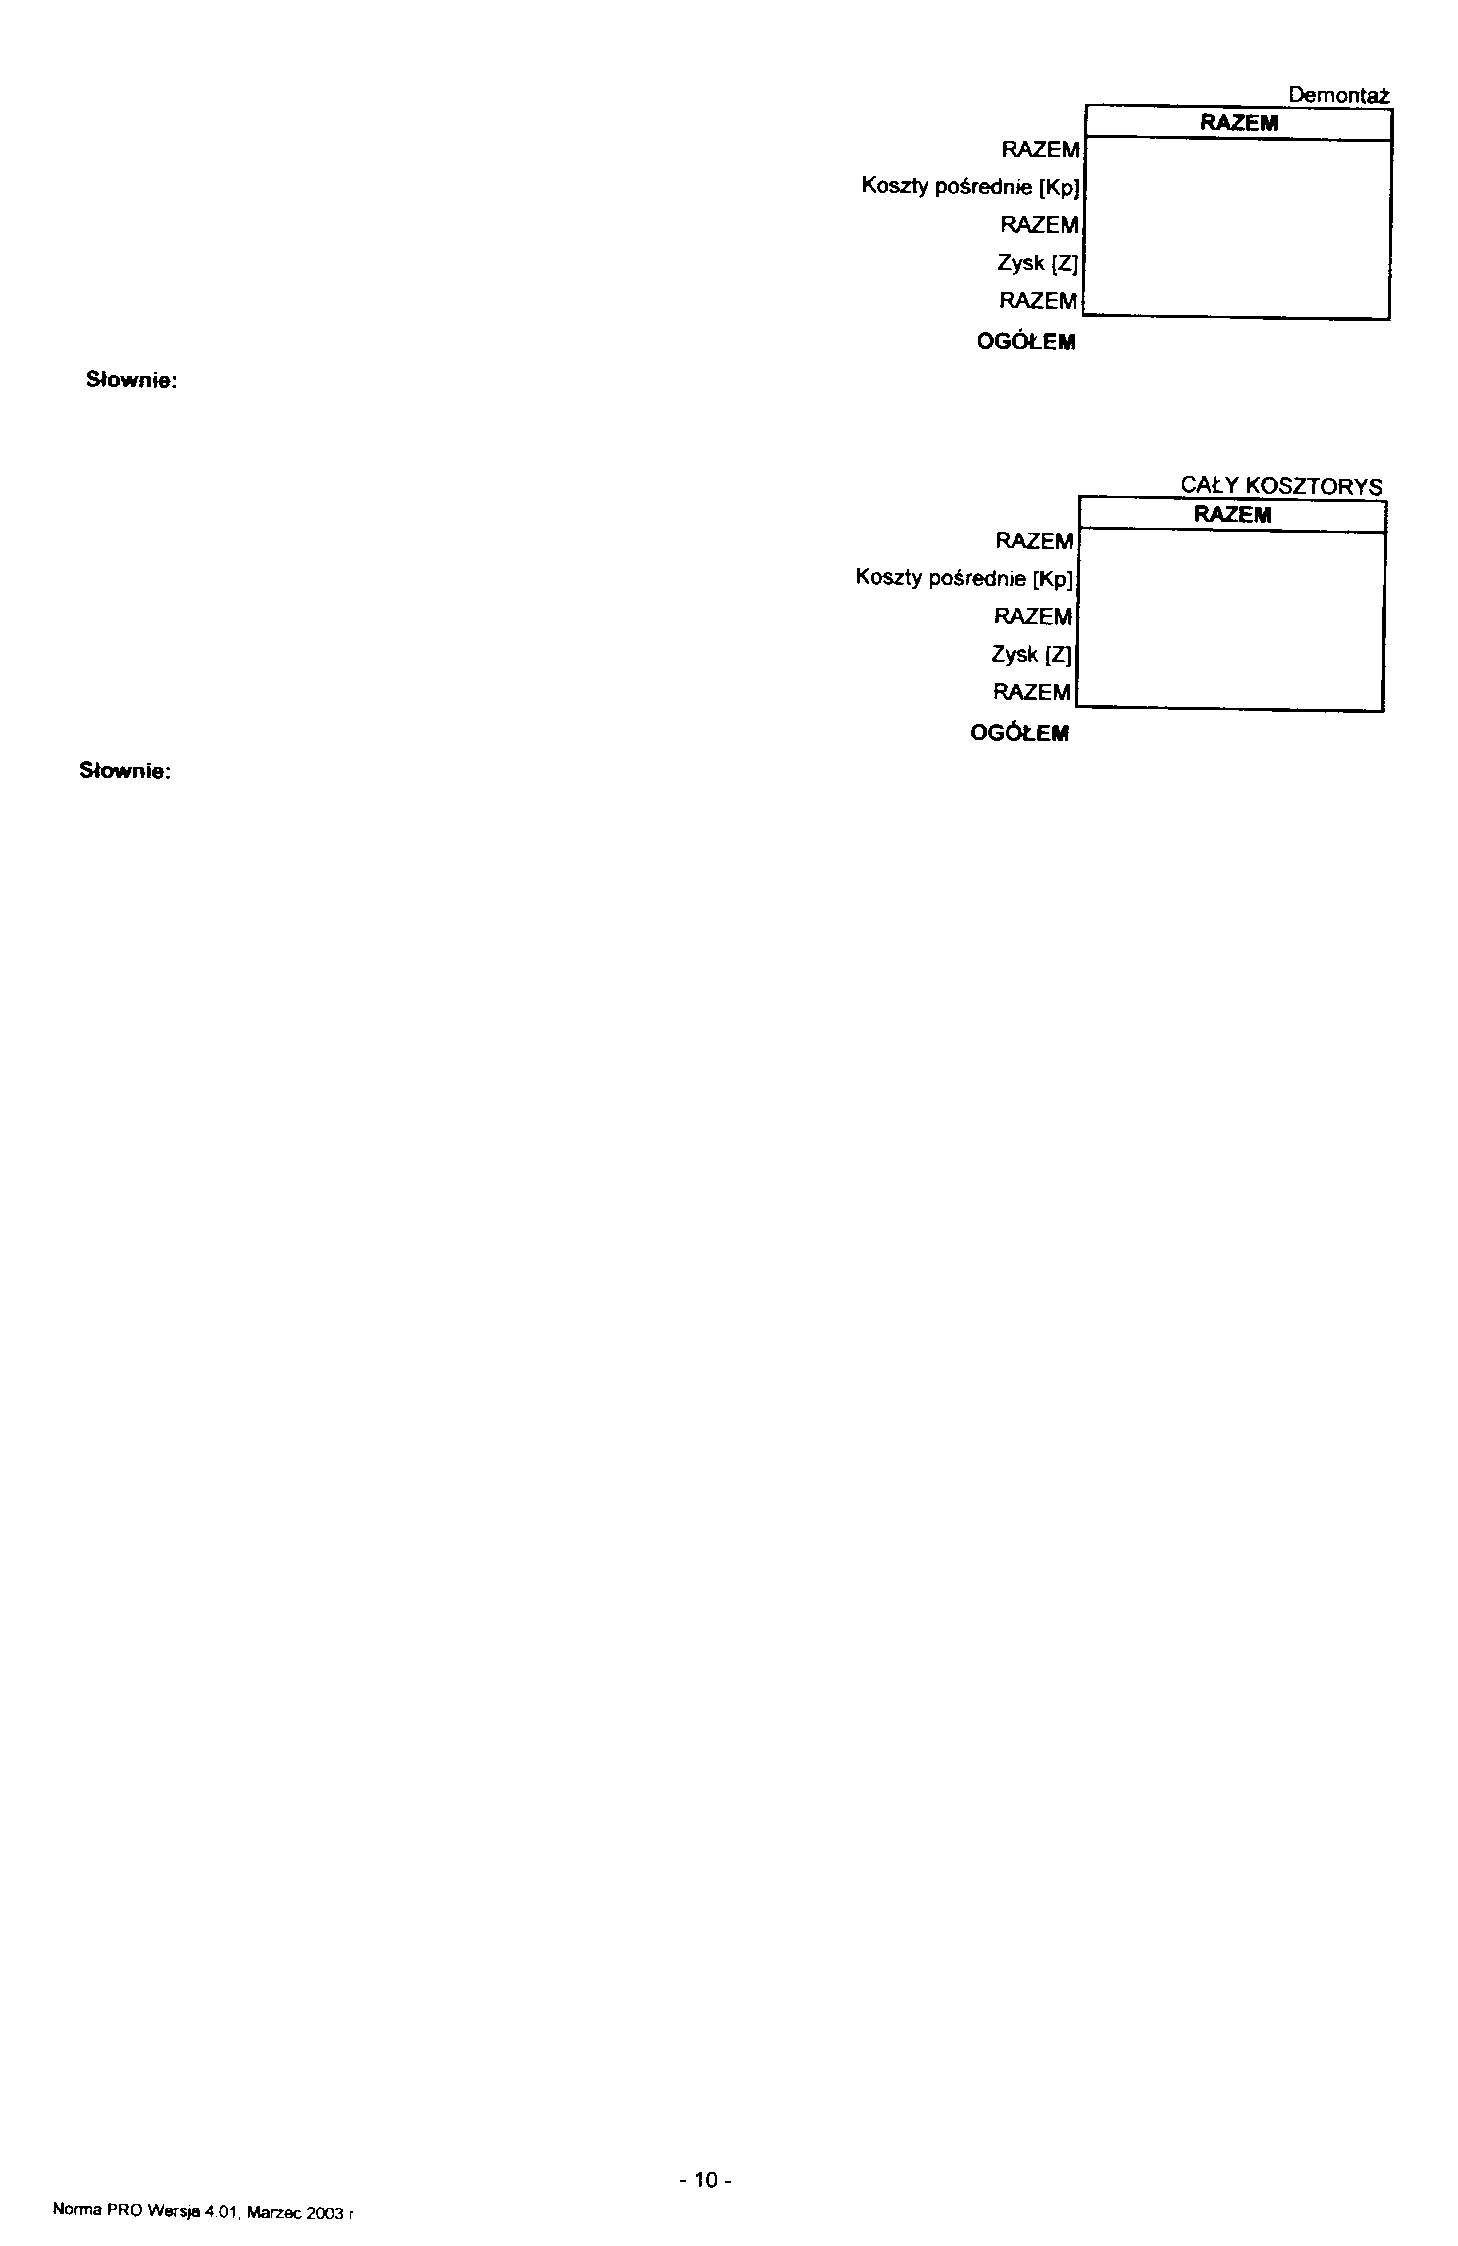 Demontaż
RAZEM
RAZEM
Koszty pośrednie [Kp]
RAZEM
Zysk [Z]
RAZEM
OGÓŁEM
Słownie:
CAŁY KOSZTORYS
RAZEM
RAZEM
Koszty pośrednie [Kp]
RAZEM
Zysk [Z]
RAZEM
OGÓŁEM
Słownie:
- 10 -
Norma PRO Wersja 4.01, Marzec 2003 r